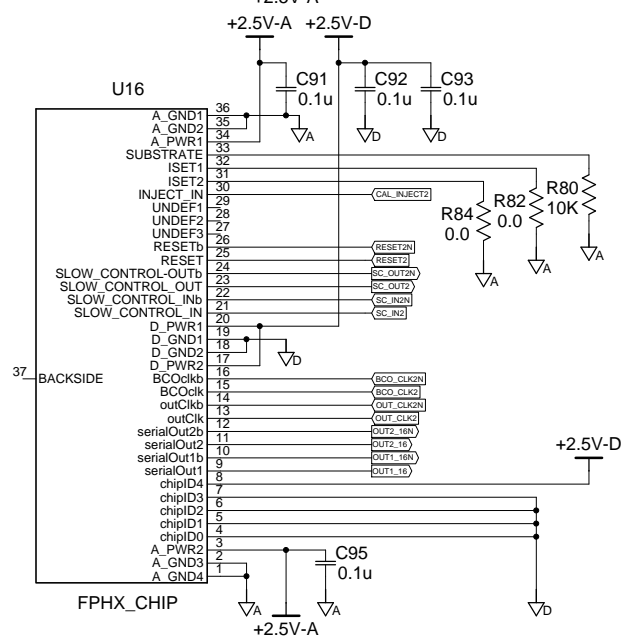 +2.5V-A
+2.5V-A +2.5V-D
U16
C91
0.1u
C92
0.1u
C93
0.1u
A
D
D
A_GND1 36
A_GND2 35
A_PWR1 34
SUBSTRATE 33
ISET1 32
ISET2 31
INJECT_IN 30 CAL_INJECT2
UNDEF1 29
UNDEF2 28
UNDEF3 27
RESETb 26 RESET2N
RESET 25 RESET2
SLOW_CONTROL-OUTb 24 SC_OUT2N
SLOW_CONTROL_OUT 23 SC_OUT2
SLOW_CONTROL_INb 22 SC_IN2N
SLOW_CONTROL_IN 21 SC_IN2
R84
0.0
R82
0.0
R80
10K
A
A
A
D_PWR1 20
D_GND1 19
D_GND2 18
D_PWR2 17
D
37 BACKSIDE
BCOclkb 16 BCO_CLK2N
BCOclk 15 BCO_CLK2
outClkb 14 OUT_CLK2N
outClk 13 OUT_CLK2
serialOut2b 12 OUT2_16N
serialOut2 11 OUT2_16
serialOut1b 10 OUT1_16N
serialOut1 9 OUT1_16
+2.5V-D
chipID4 8
chipID3 7
chipID2 6
chipID1 5
chipID0 4
A_PWR2 3
A_GND3 2
A_GND4 1
C95
0.1u
FPHX_CHIP
A
A
D
+2.5V-A